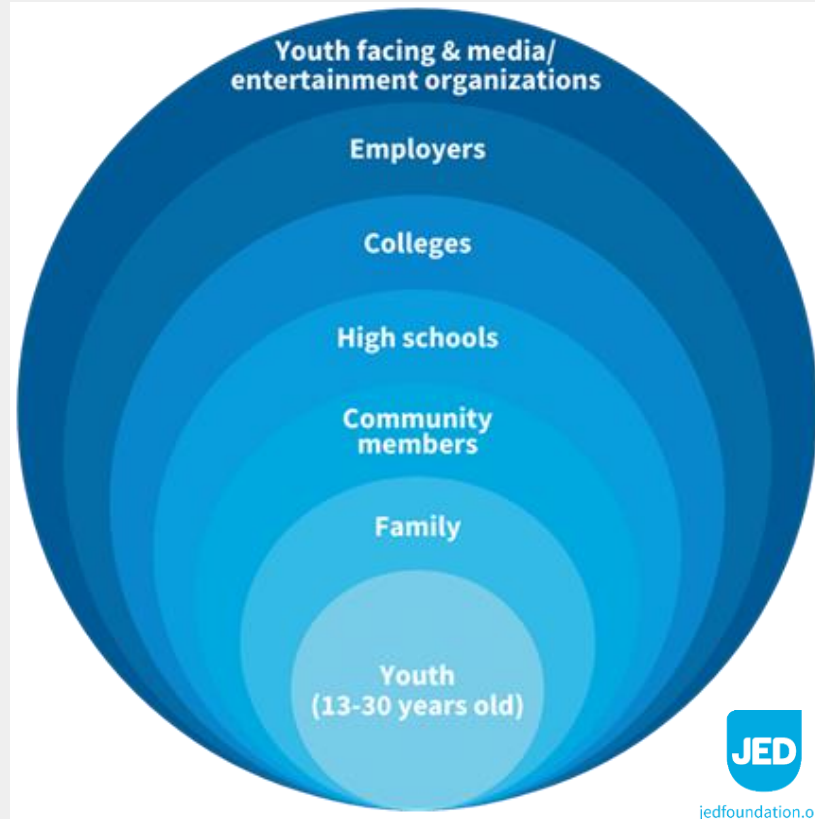 Youth facing & media/
entertainment organizations
Employers
Colleges
High schools
Community
members
Family
Youth
(13-30 years old)
JED
jedfoundation.o